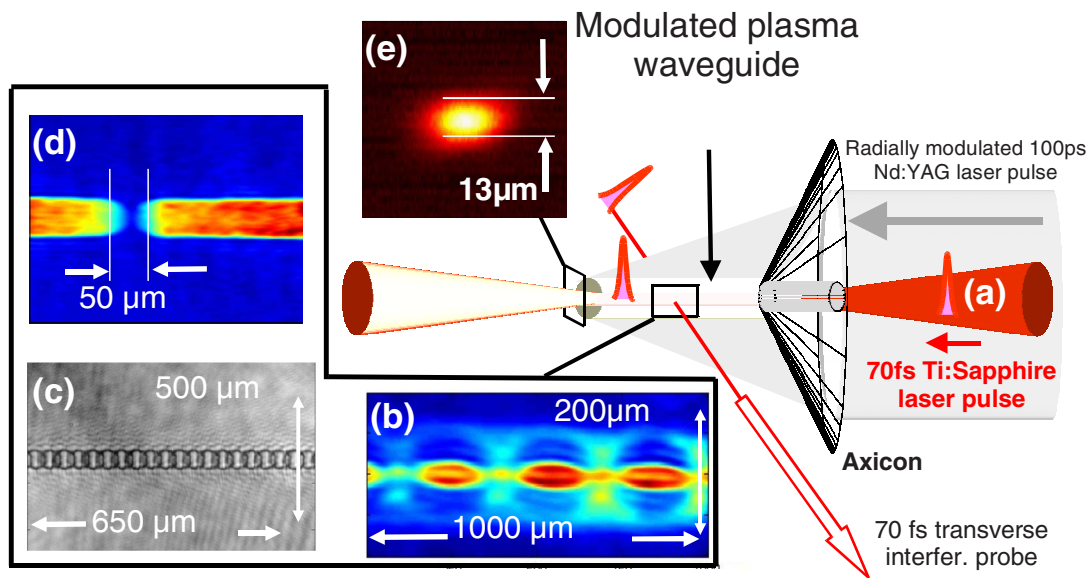 Modulated plasma
waveguide
(e)
13µm
(d)
50 µm
Radially modulated 100ps
Nd:YAG laser pulse
(a)
70fs Ti:Sapphire
laser pulse
(c)
500 µm
650 µm
(b)
200µm
1000 µm
Axicon
70 fs transverse
interfer. probe